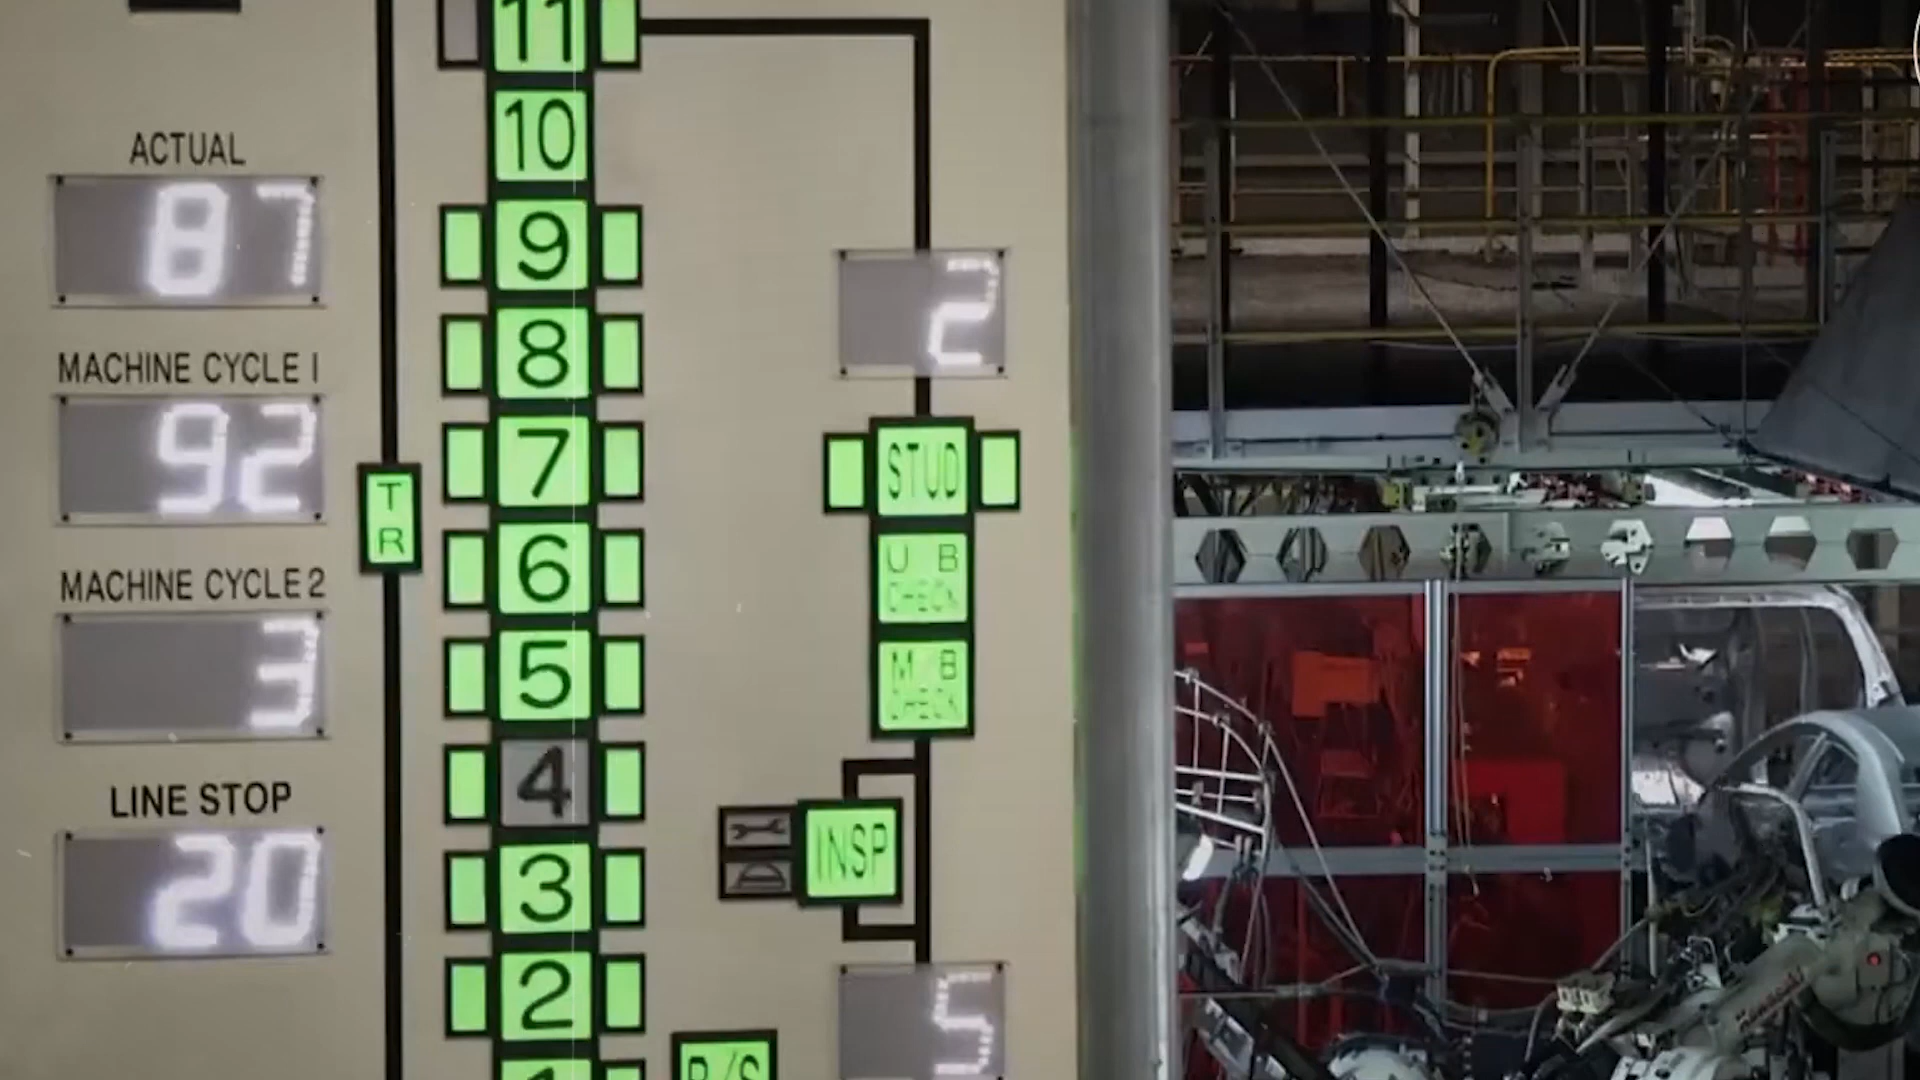 11
10
ACTUAL
87
9
2
8
MACHINE CYCLE 1
92
7
STUD
T
R
6
U B
CHECK
MACHINE CYCLE 2
3
5
M B
CHECK
4
LINE STOP
20
INSP
3
2
5
1
R/S